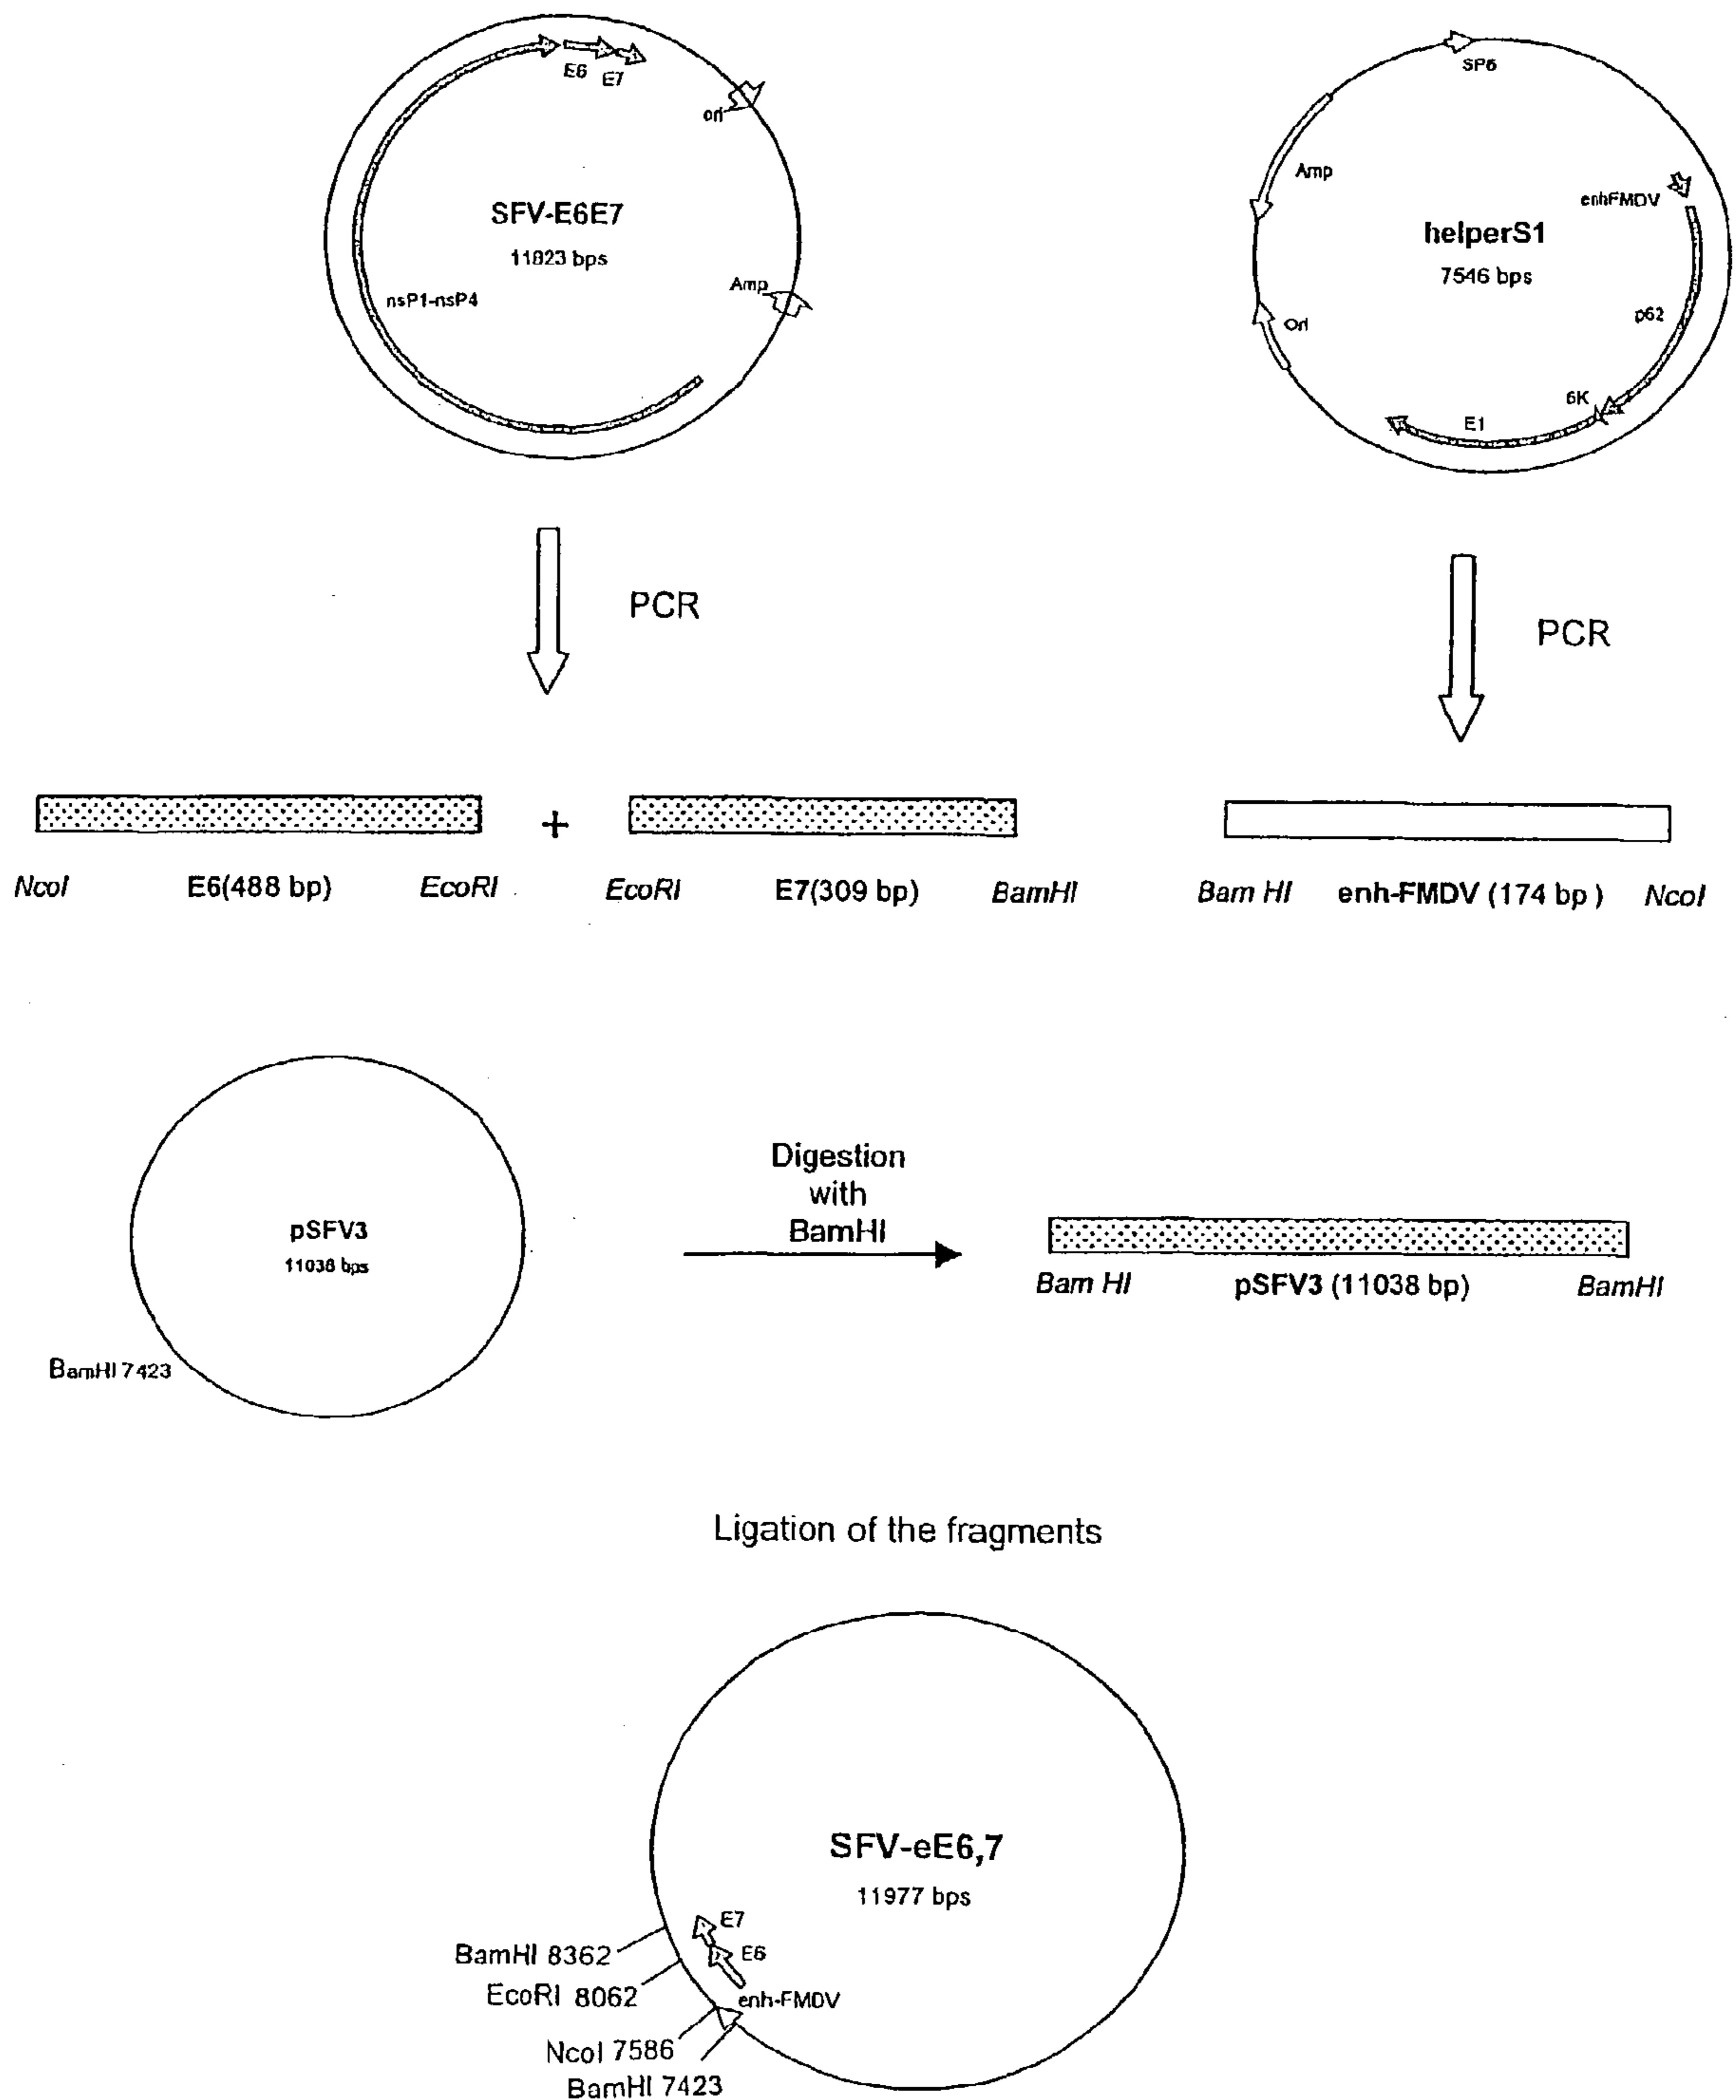 E6
E7
ori
SFV-E6E7
11823 bps
Amp
nsP1-nsP4
SP6
Amp
enhFMDV
helperS1
7546 bps
Ori
p62
6K
E1
PCR
PCR
+
NcoI E6(488 bp) EcoRI
EcoRI E7(309 bp) BamHI
Bam HI enh-FMDV (174 bp ) NcoI
pSFV3
11038 bps
BamHI 7423
Digestion
with
BamHI
Bam HI pSFV3 (11038 bp) BamHI
Ligation of the fragments
SFV-eE6,7
11977 bps
E7
E6
BamHI 8362
EcoRI 8062
enh-FMDV
NcoI 7586
BamHI 7423